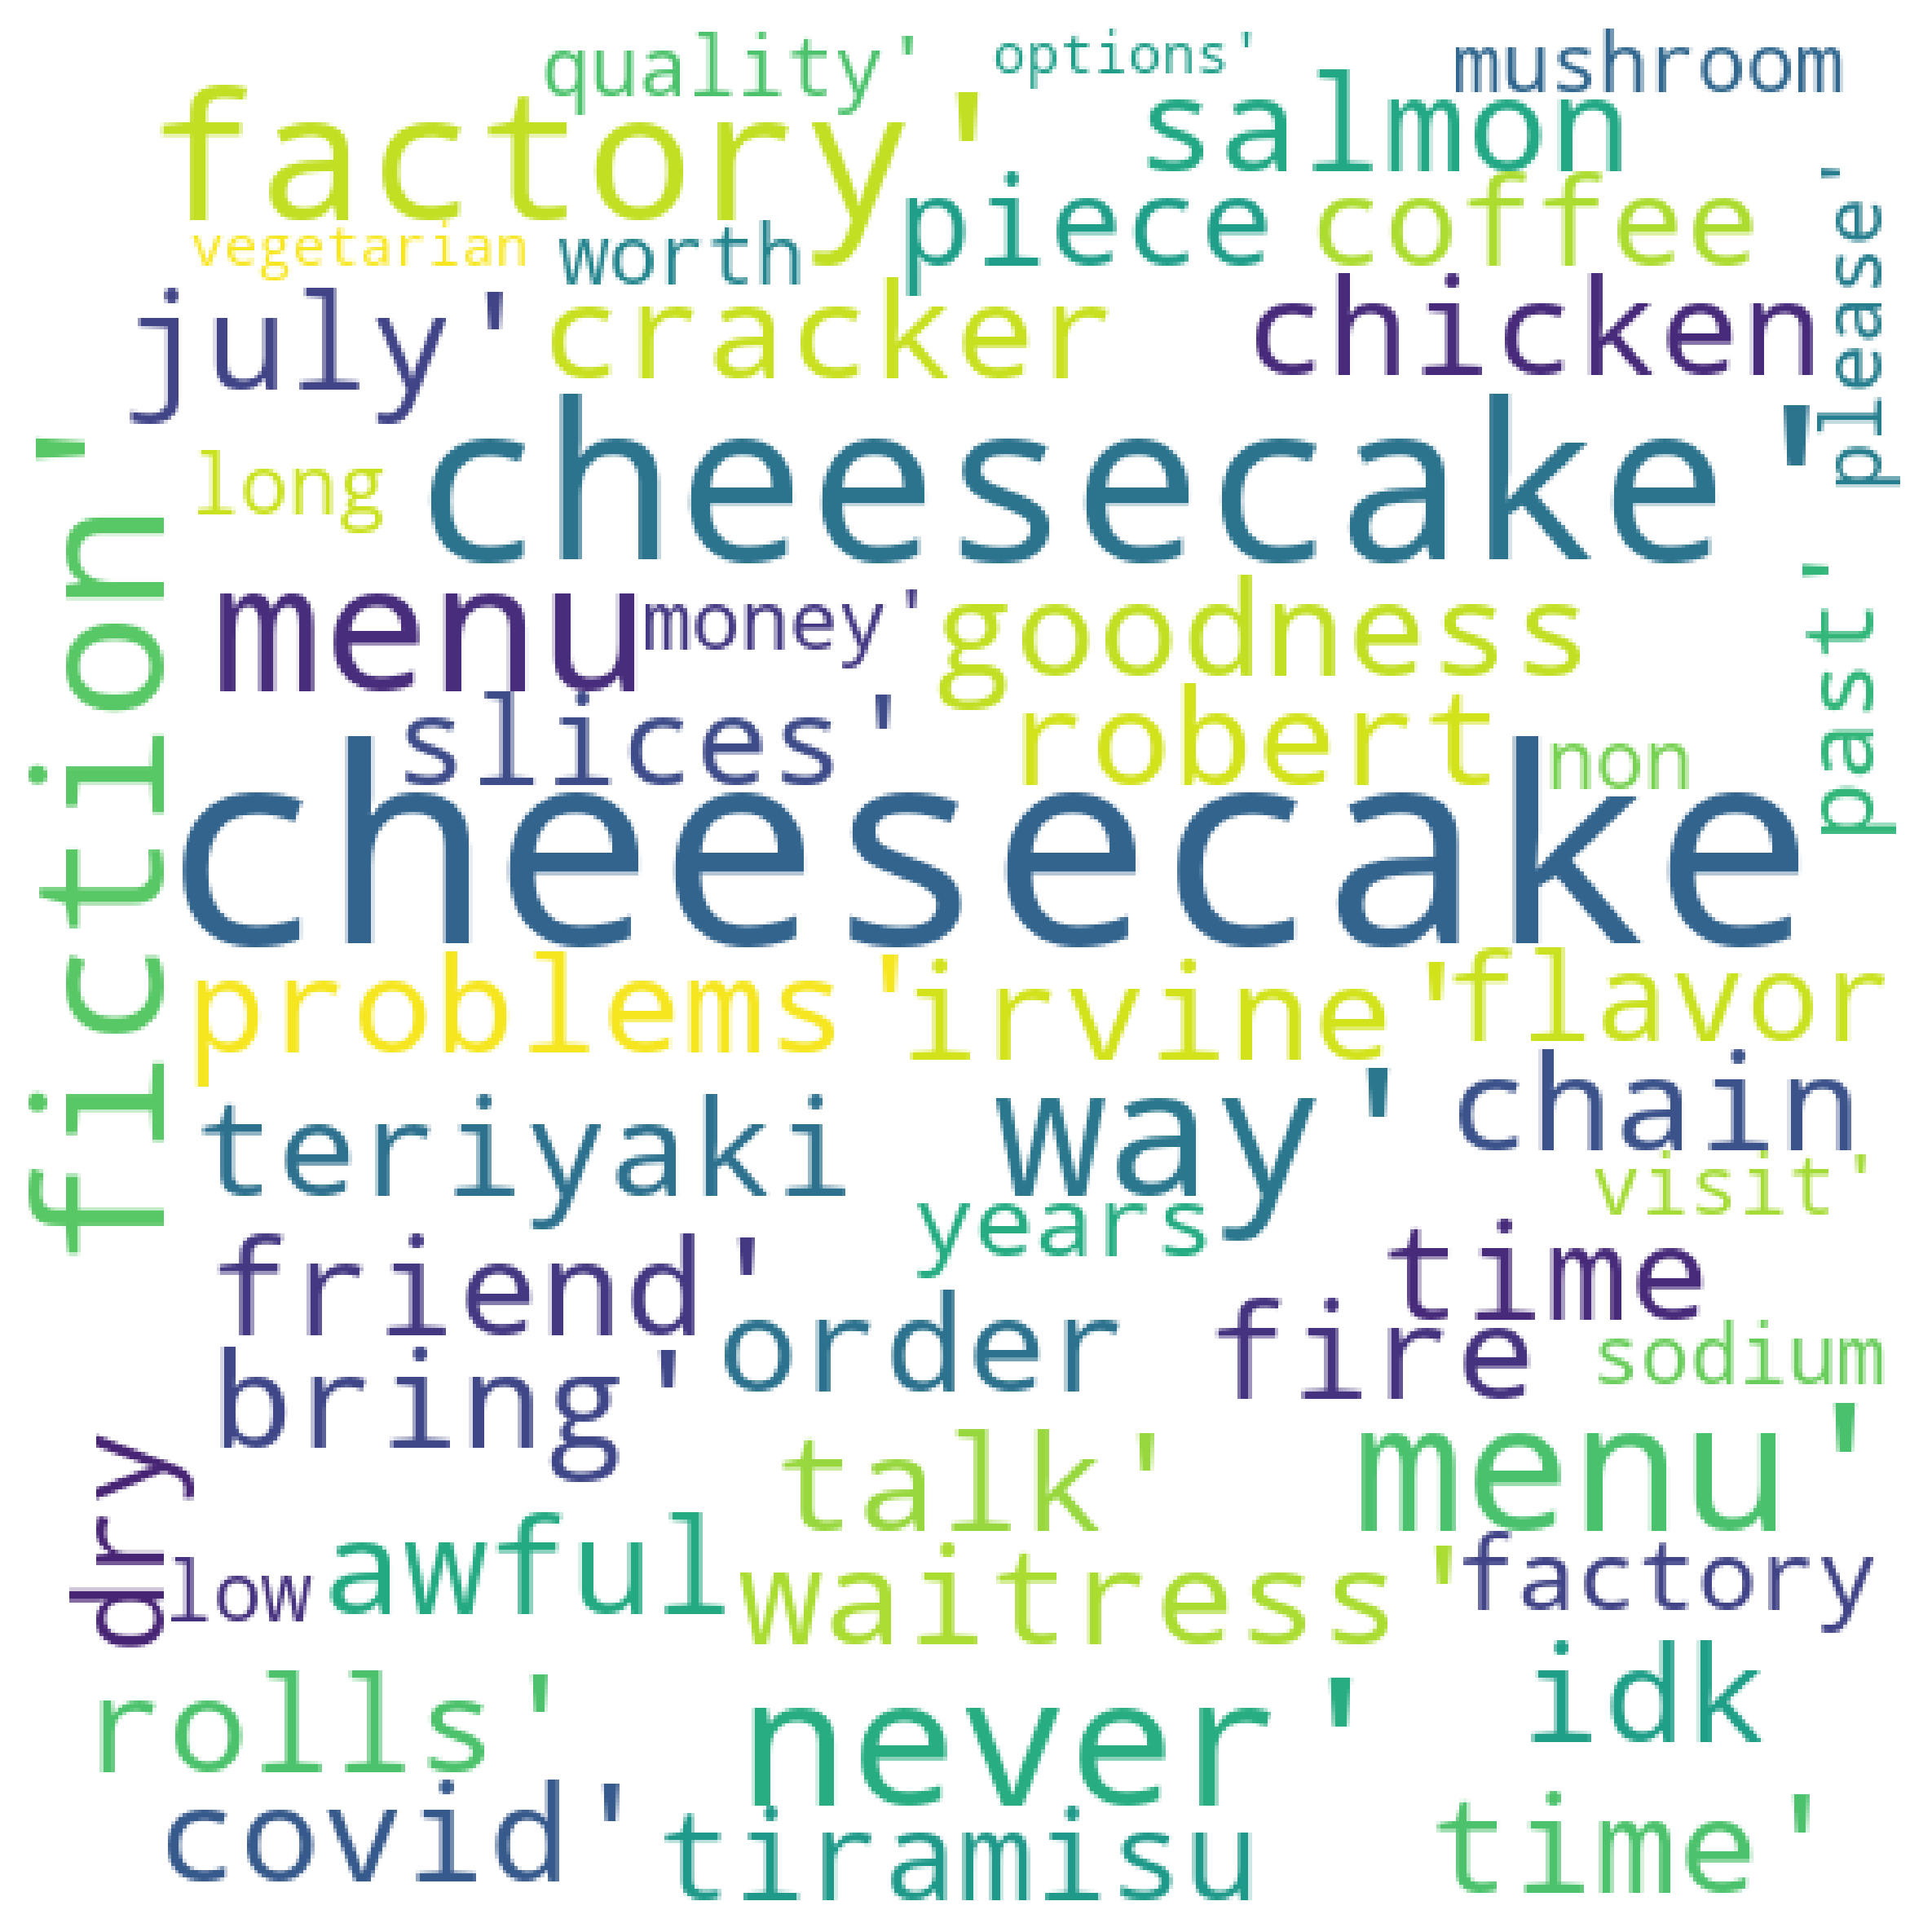 quality' options' mushroom
factory' salmon
vegetarian worth piece coffee
please'
july' cracker chicken
long cheesecake'
fiction'
menu money' goodness
past'
slices' robert non
cheesecake
problems' irvine' flavor
teriyaki way' chain
years visit'
friend' order fire time
bring' sodium
dry talk' menu'
low awful waitress' factory
rolls' never' idk
covid' tiramisu time'